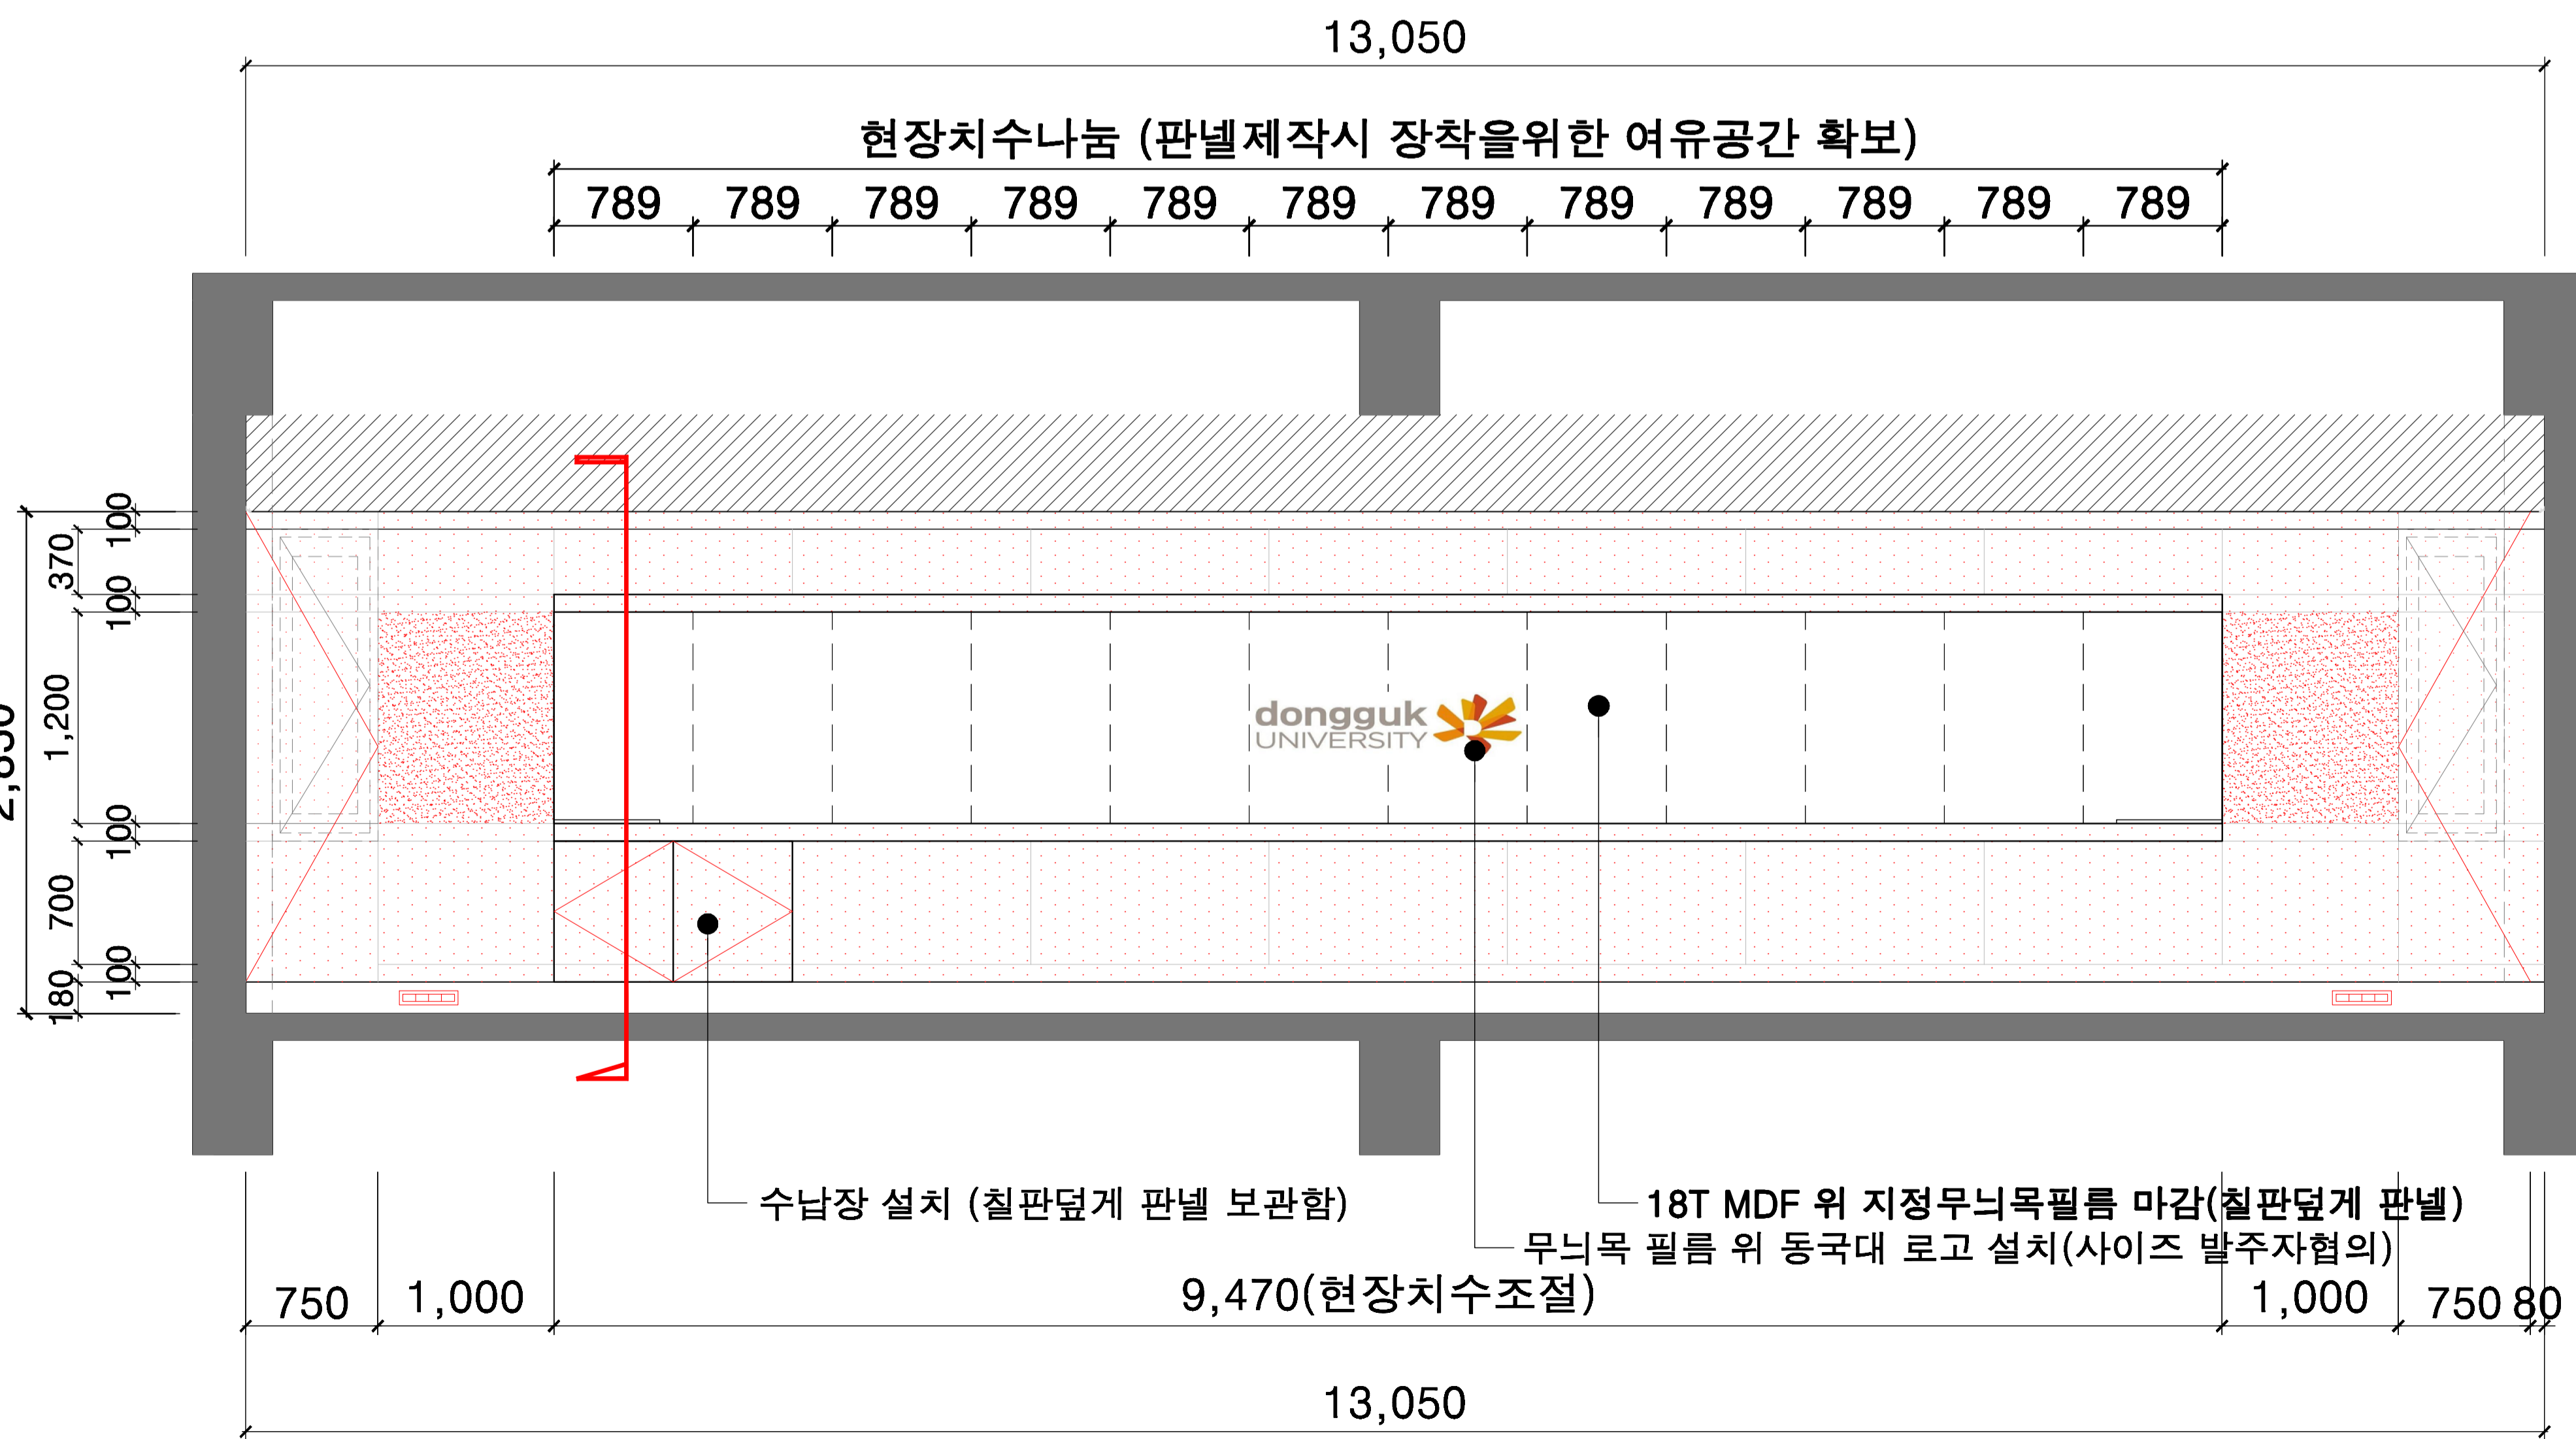 13,050
현장치수나눔 (판넬제작시 장착을위한 여유공간 확보)
789 789 789 789 789 789 789 789 789 789 789 789
100
370
100
1,200
100
700
100
180
dongguk
UNIVERSITY
수납장 설치 (칠판덮게 판넬 보관함)
18T MDF 위 지정무늬목필름 마감(칠판덮게 판넬)
무늬목 필름 위 동국대 로고 설치(사이즈 발주자협의)
750 1,000 9,470(현장치수조절) 1,000 750 80
13,050